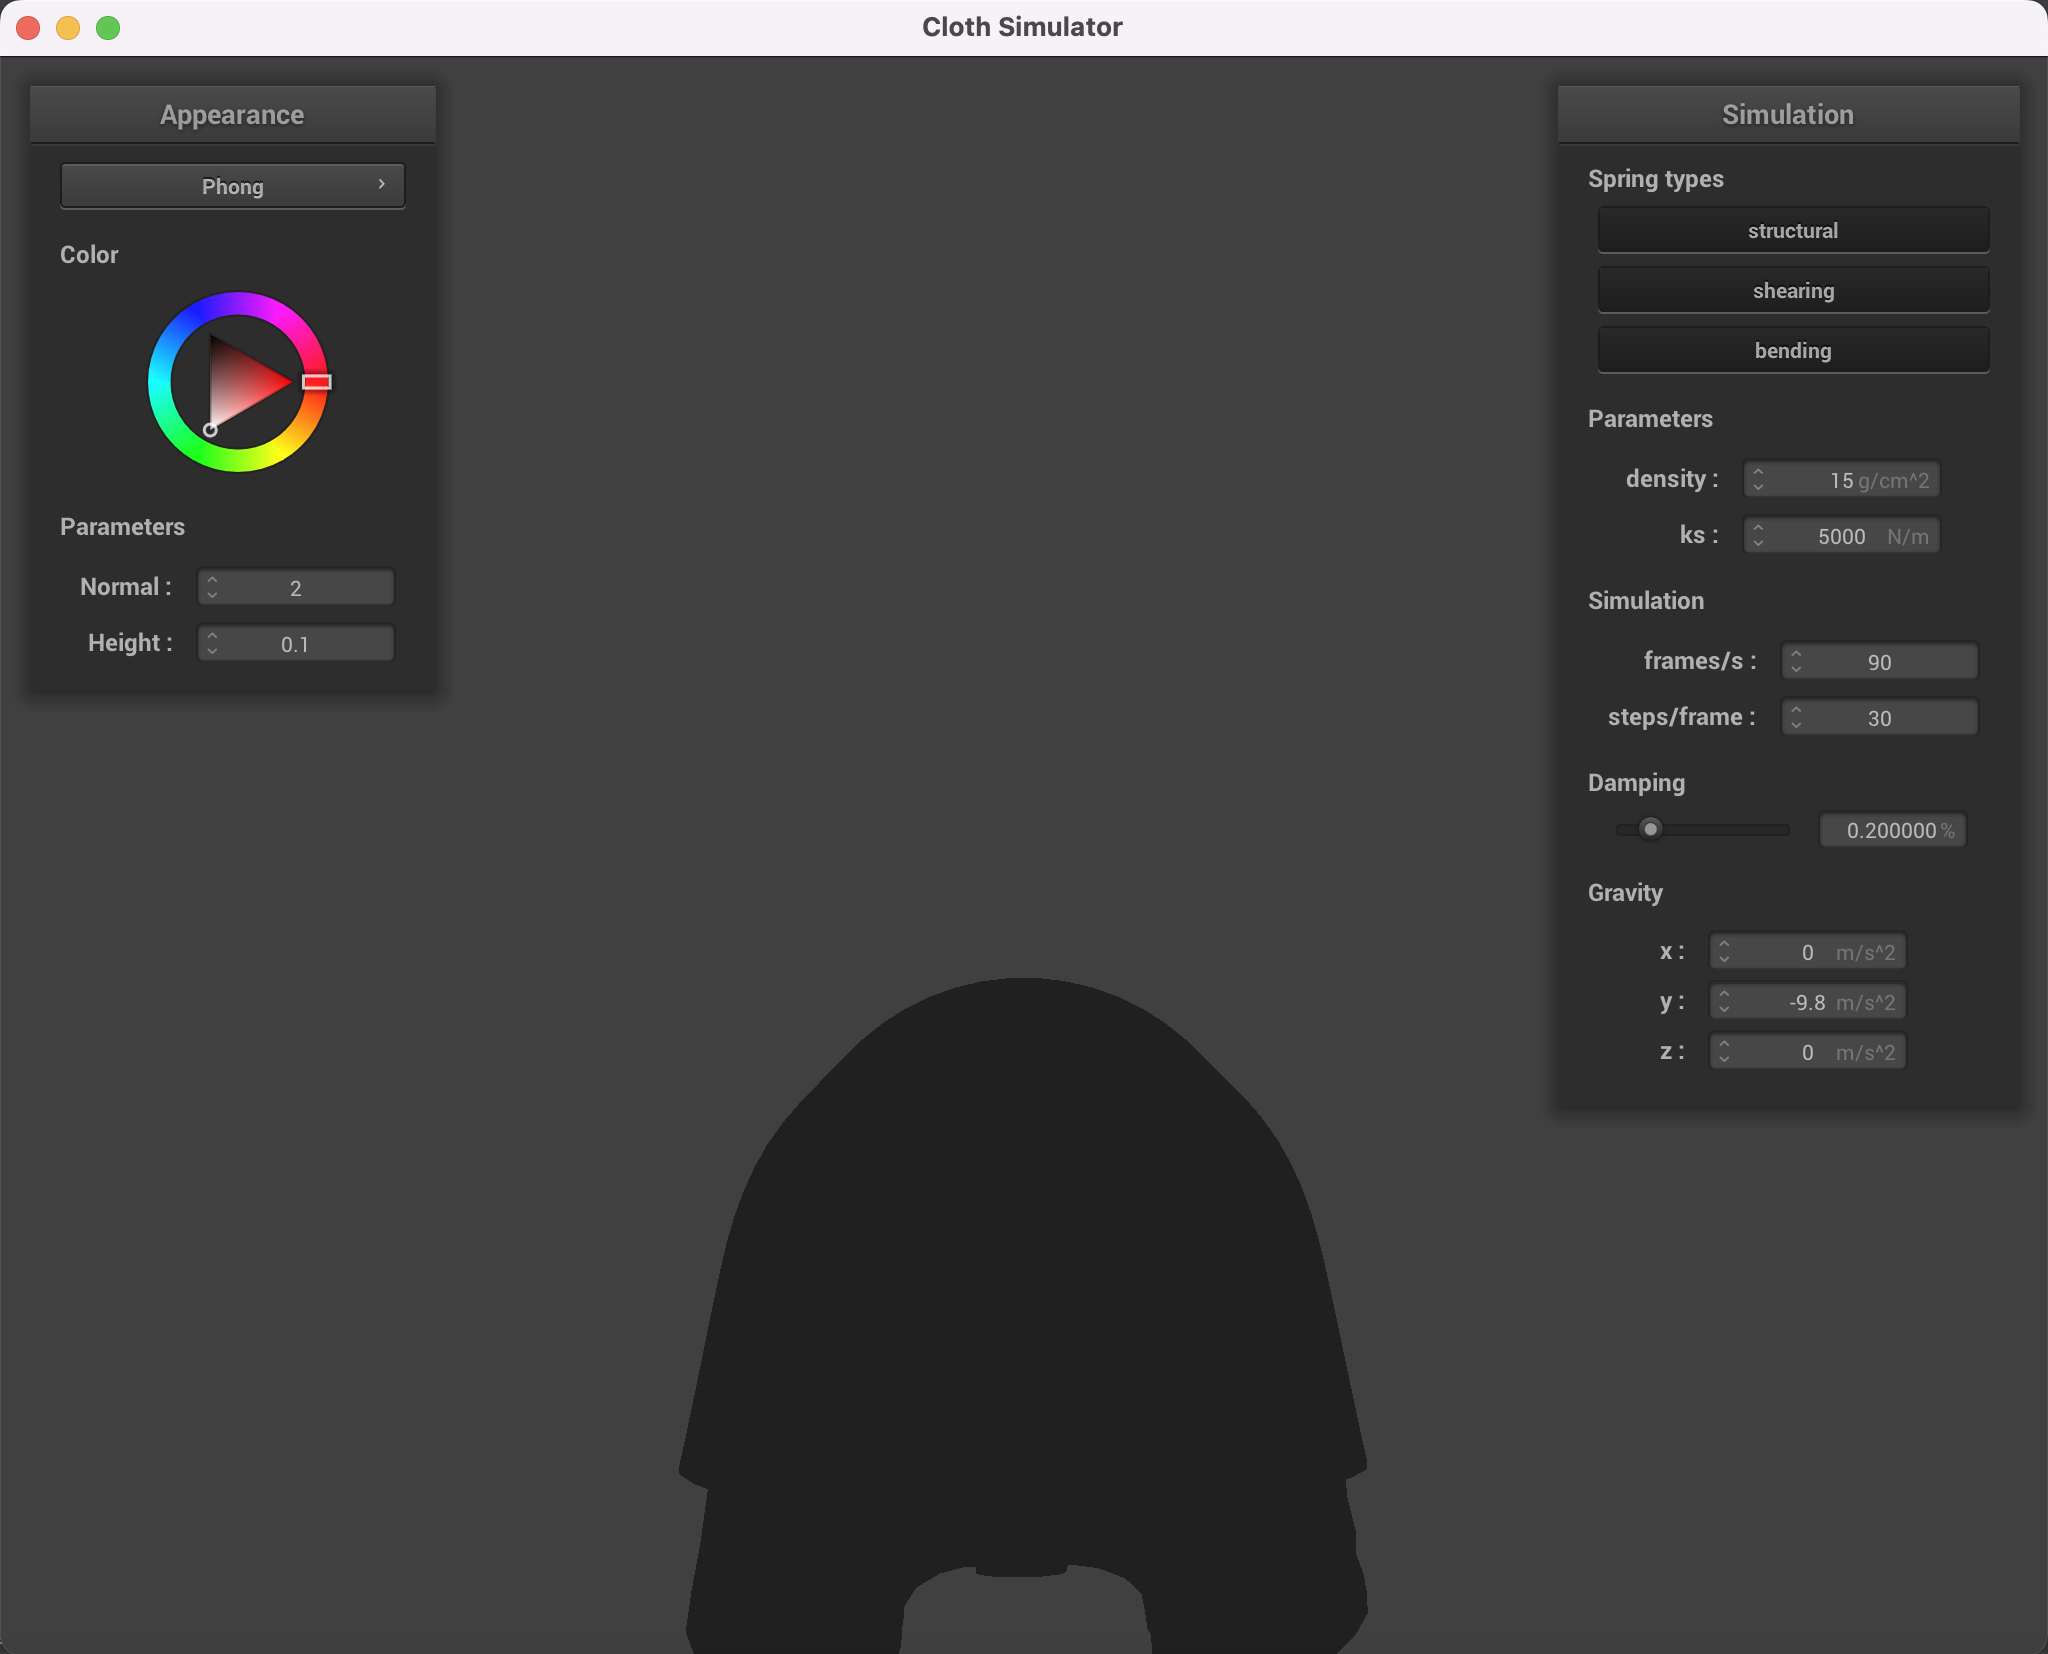 Cloth Simulator
Appearance
Phong
Color
Parameters
Normal : 2
Height : 0.1
Simulation
Spring types
structural
shearing
bending
Parameters
density : 15 g/cm^2
ks : 5000 N/m
Simulation
frames/s : 90
steps/frame : 30
Damping
0.200000 %
Gravity
x : 0 m/s^2
y : -9.8 m/s^2
z : 0 m/s^2